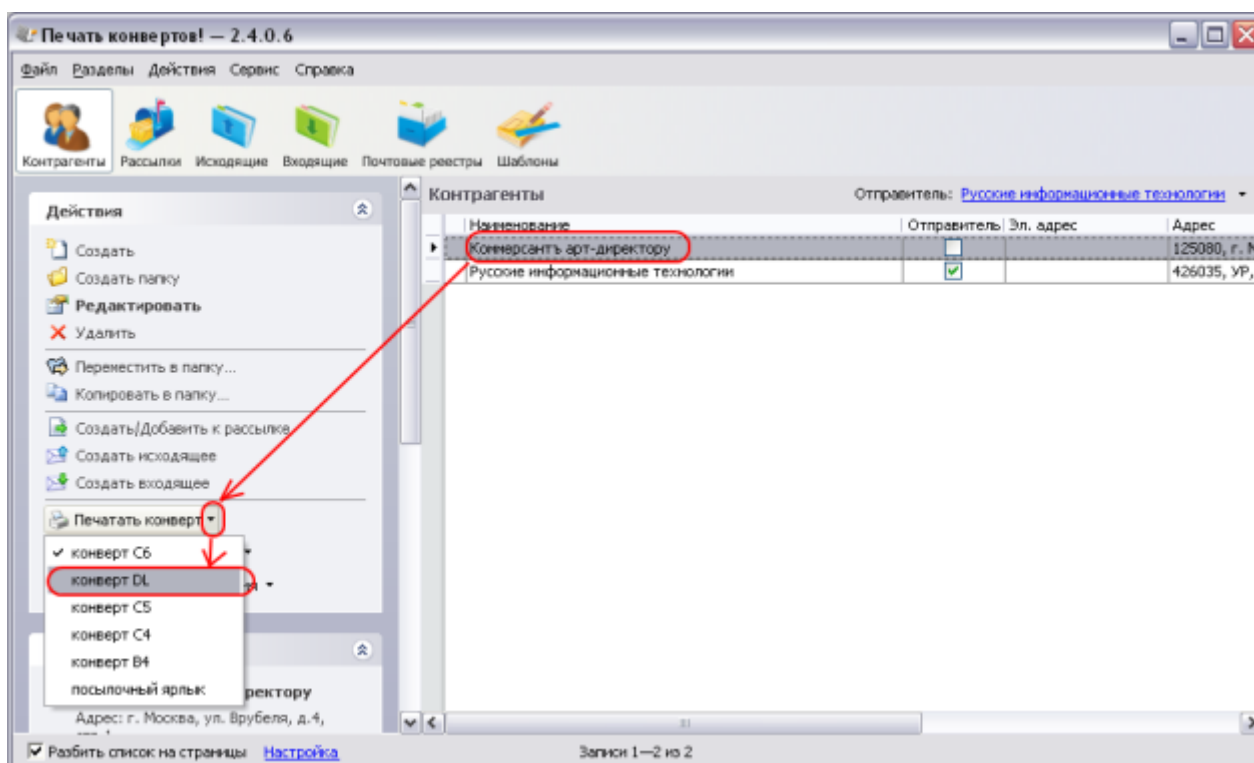 Печать конвертов! — 2.4.0.6
Файл Разделы Действия Сервис Справка
Контрагенты Рассылки Исходящие Входящие Почтовые реестры Шаблоны
Действия
Создать
Создать папку
Редактировать
Удалить
Переместить в папку...
Копировать в папку...
Создать/Добавить к рассылке
Создать исходящее
Создать входящее
Печатать конверт
конверт C6
конверт DL
конверт C5
конверт C4
конверт B4
посылочный ярлык
ректору
Адрес: г. Москва, ул. Врубеля, д.4,
Контрагенты Отправитель: Русские информационные технологии
Наименование Отправитель Эл. адрес Адрес
Коммерсантъ арт-директору 125080, г. М
Русские информационные технологии 426035, УР,
Разбить список на страницы Настройка Записи 1—2 из 2